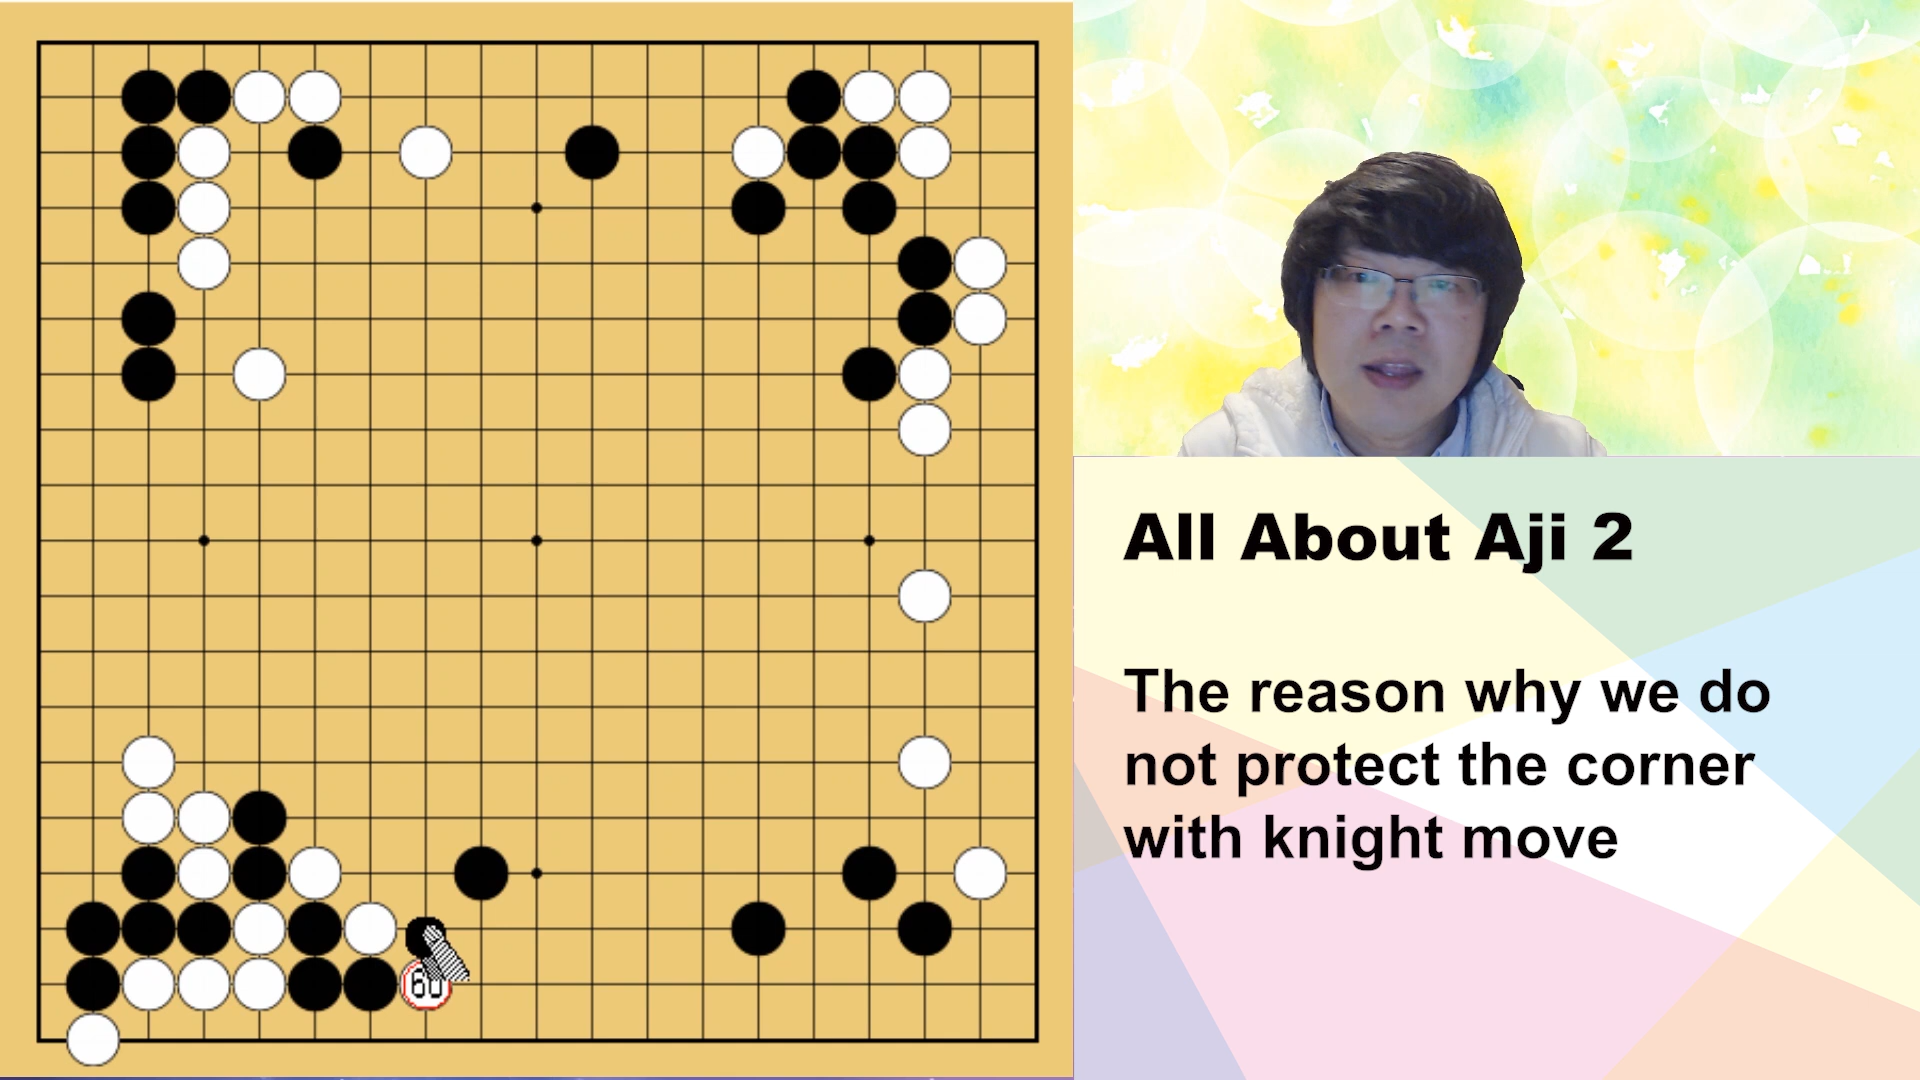 All About Aji 2
The reason why we do
not protect the corner
with knight move
60